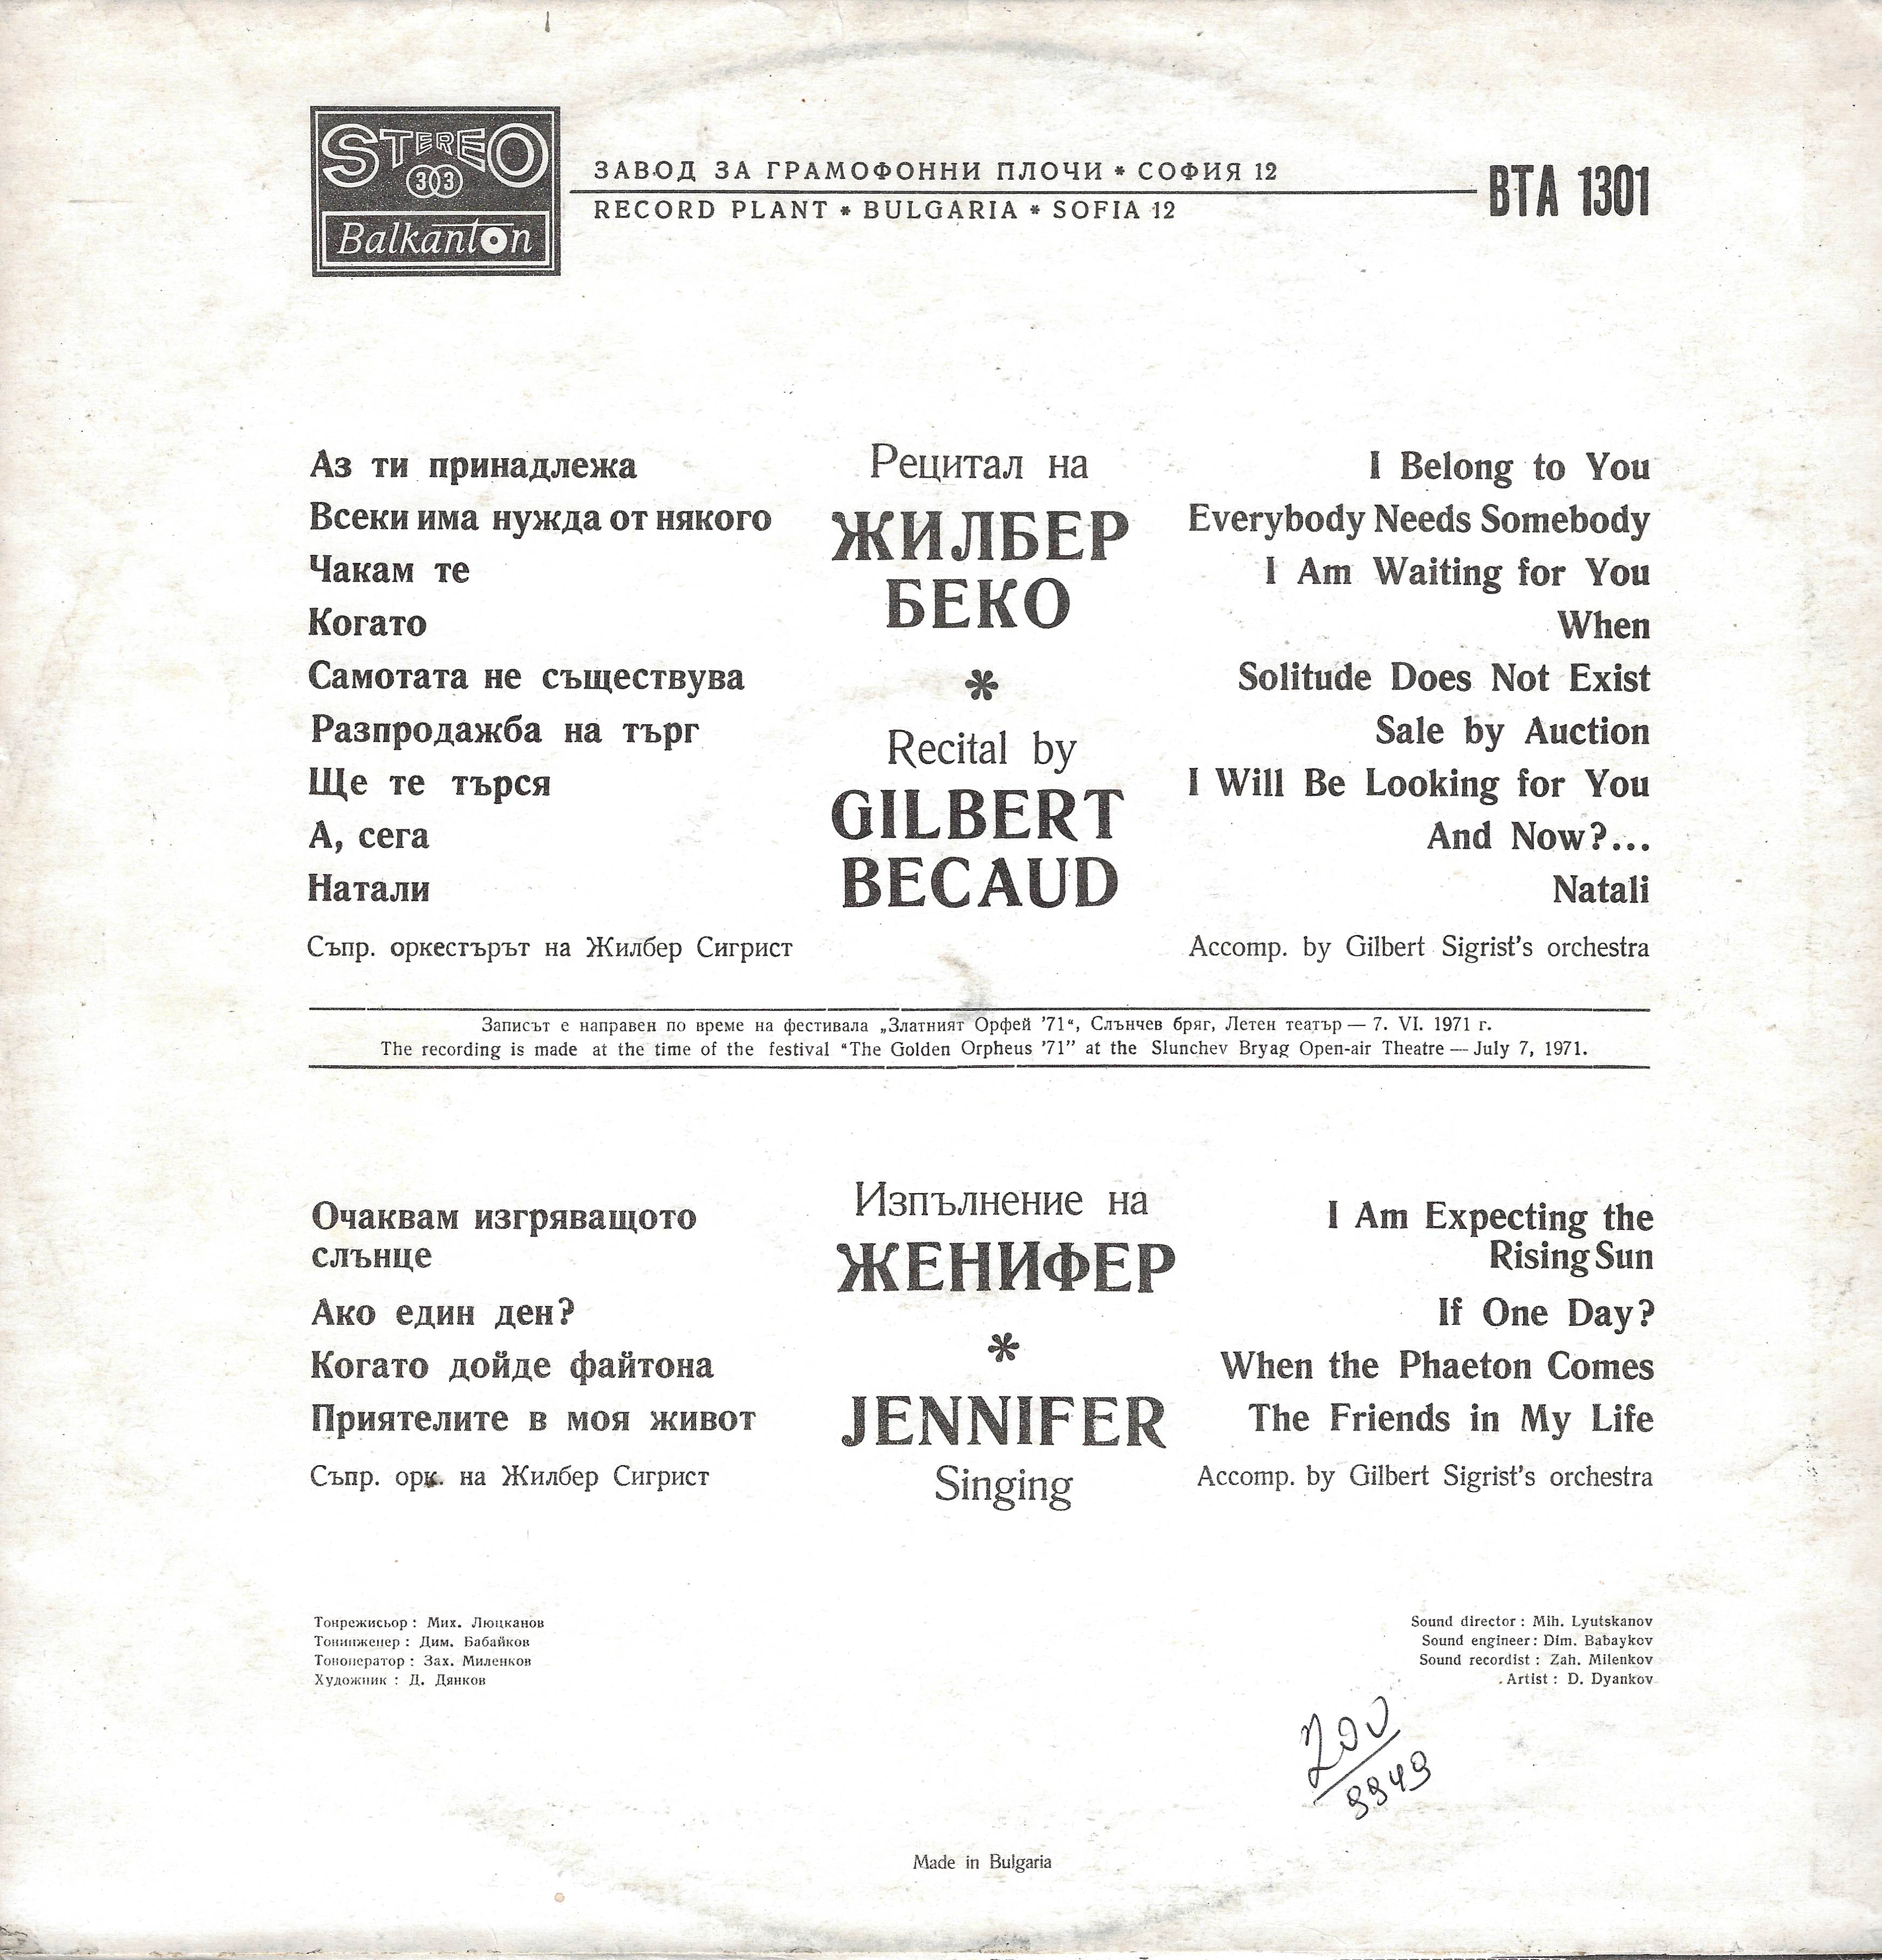 STEREO
33
Balkanton
ЗАВОД ЗА ГРАМОФОННИ ПЛОЧИ * СОФИЯ 12
RECORD PLANT * BULGARIA * SOFIA 12
ВТА 1301
Аз ти принадлежа
Всеки има нужда от някого
Чакам те
Когато
Самотата не съществува
Разпродажба на търг
Ще те търся
А, сега
Натали
Съпр. оркестърът на Жилбер Сигрист
Рецитал на
ЖИЛБЕР
БЕКО
*
Recital by
GILBERT
BECAUD
I Belong to You
Everybody Needs Somebody
I Am Waiting for You
When
Solitude Does Not Exist
Sale by Auction
I Will Be Looking for You
And Now?...
Natali
Accomp. by Gilbert Sigrist's orchestra
Записът е направен по време на фестивала „Златният Орфей '71“, Слънчев бряг, Летен театър — 7. VI. 1971 г.
The recording is made at the time of the festival “The Golden Orpheus '71” at the Slunchev Bryag Open-air Theatre — July 7, 1971.
Очаквам изгряващото
слънце
Ако един ден?
Когато дойде файтона
Приятелите в моя живот
Съпр. орк. на Жилбер Сигрист
Изпълнение на
ЖЕНИФЕР
*
JENNIFER
Singing
I Am Expecting the
Rising Sun
If One Day?
When the Phaeton Comes
The Friends in My Life
Accomp. by Gilbert Sigrist's orchestra
Тонрежисьор : Мих. Люцканов
Тонинженер : Дим. Бабайков
Тоноператор : Зах. Миленков
Художник : Д. Дянков
Sound director : Mih. Lyutskanov
Sound engineer : Dim. Babaykov
Sound recordist : Zah. Milenkov
Artist : D. Dyankov
Made in Bulgaria